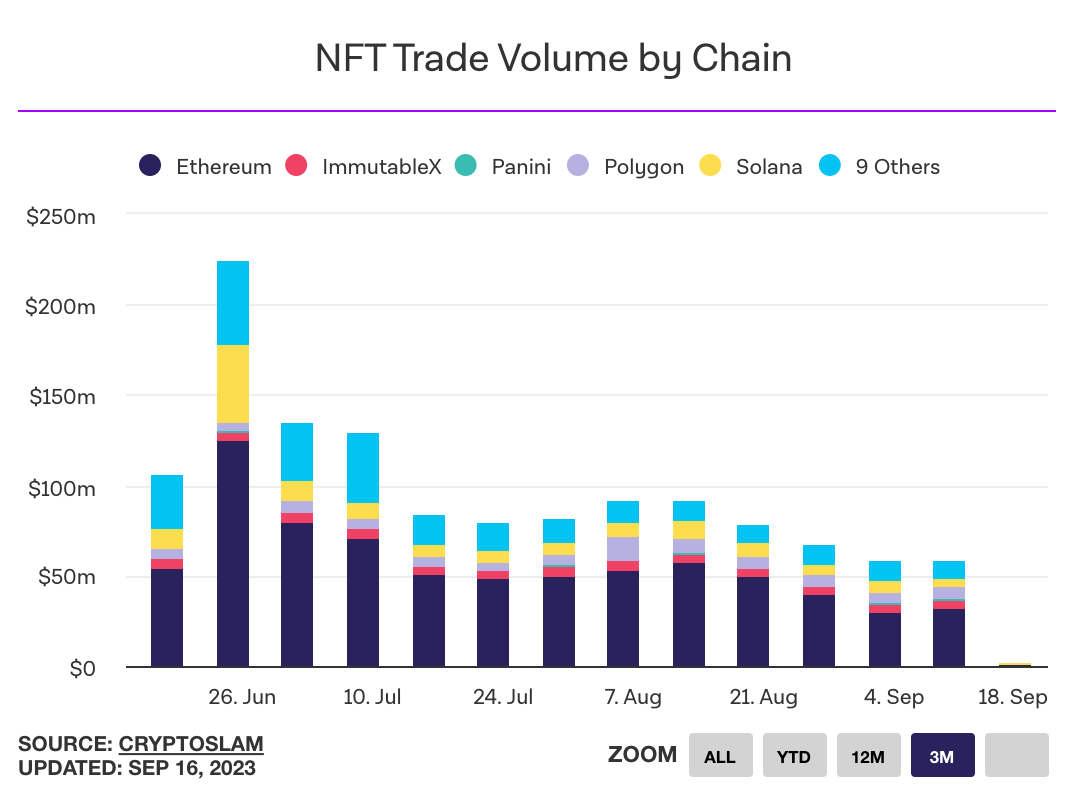 NFT Trade Volume by Chain
Ethereum ImmutableX Panini Polygon Solana 9 Others
$250m
$200m
$150m
$100m
$50m
$0
26. Jun 10. Jul 24. Jul 7. Aug 21. Aug 4. Sep 18. Sep
SOURCE: CRYPTOSLAM
UPDATED: SEP 16, 2023
ZOOM ALL YTD 12M 3M